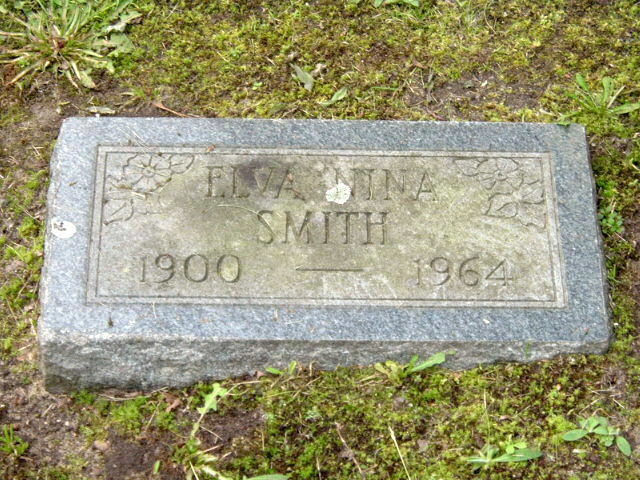 ELVA NINA
SMITH
1900 — 1964